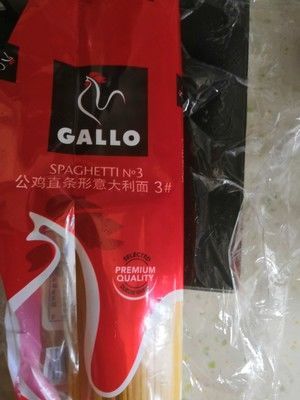 GALLO
SPAGHETTI Nº3
公鸡直条形意大利面 3#
SELECTED
PREMIUM
QUALITY